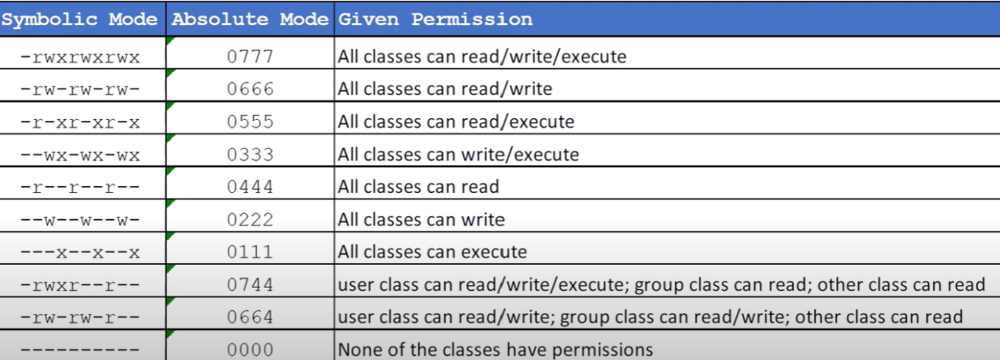 Symbolic Mode Absolute Mode Given Permission
-rwxrwxrwx 0777 All classes can read/write/execute
-rw-rw-rw- 0666 All classes can read/write
-r-xr-xr-x 0555 All classes can read/execute
--wx-wx-wx 0333 All classes can write/execute
-r--r--r-- 0444 All classes can read
--w--w--w- 0222 All classes can write
---x--x--x 0111 All classes can execute
-rwxr--r-- 0744 user class can read/write/execute; group class can read; other class can read
-rw-rw-r-- 0664 user class can read/write; group class can read/write; other class can read
---------- 0000 None of the classes have permissions